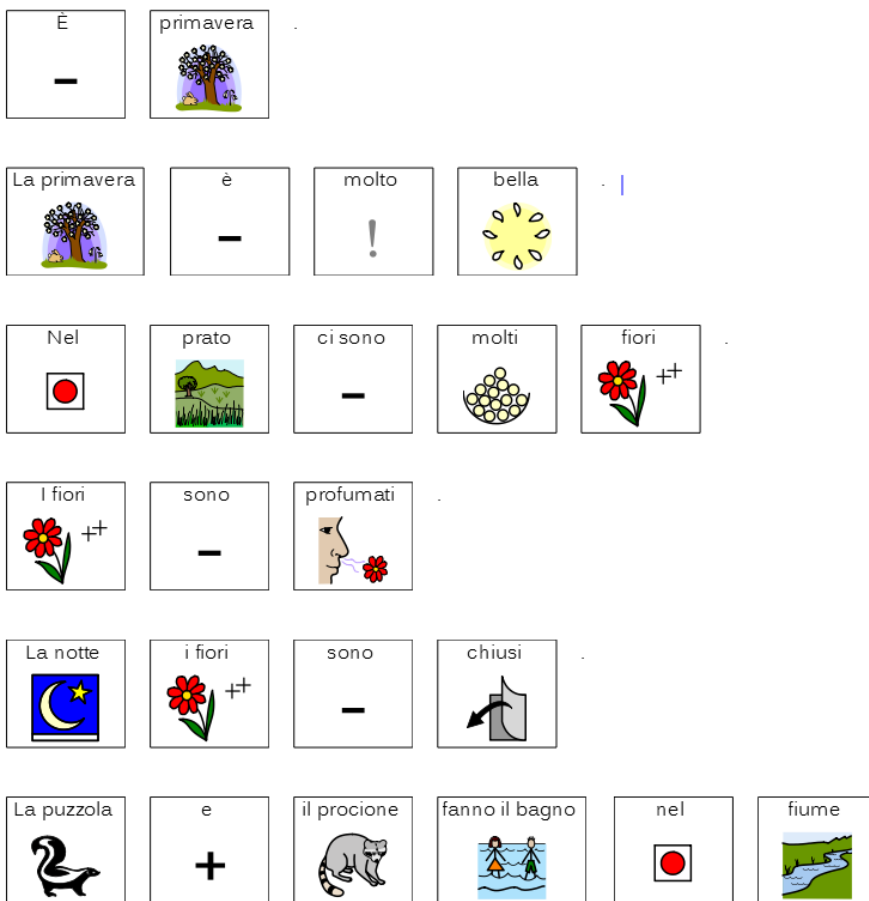 È primavera .
La primavera è molto bella .
Nel prato ci sono molti fiori .
I fiori sono profumati .
La notte i fiori sono chiusi .
La puzzola e il procione fanno il bagno nel fiume